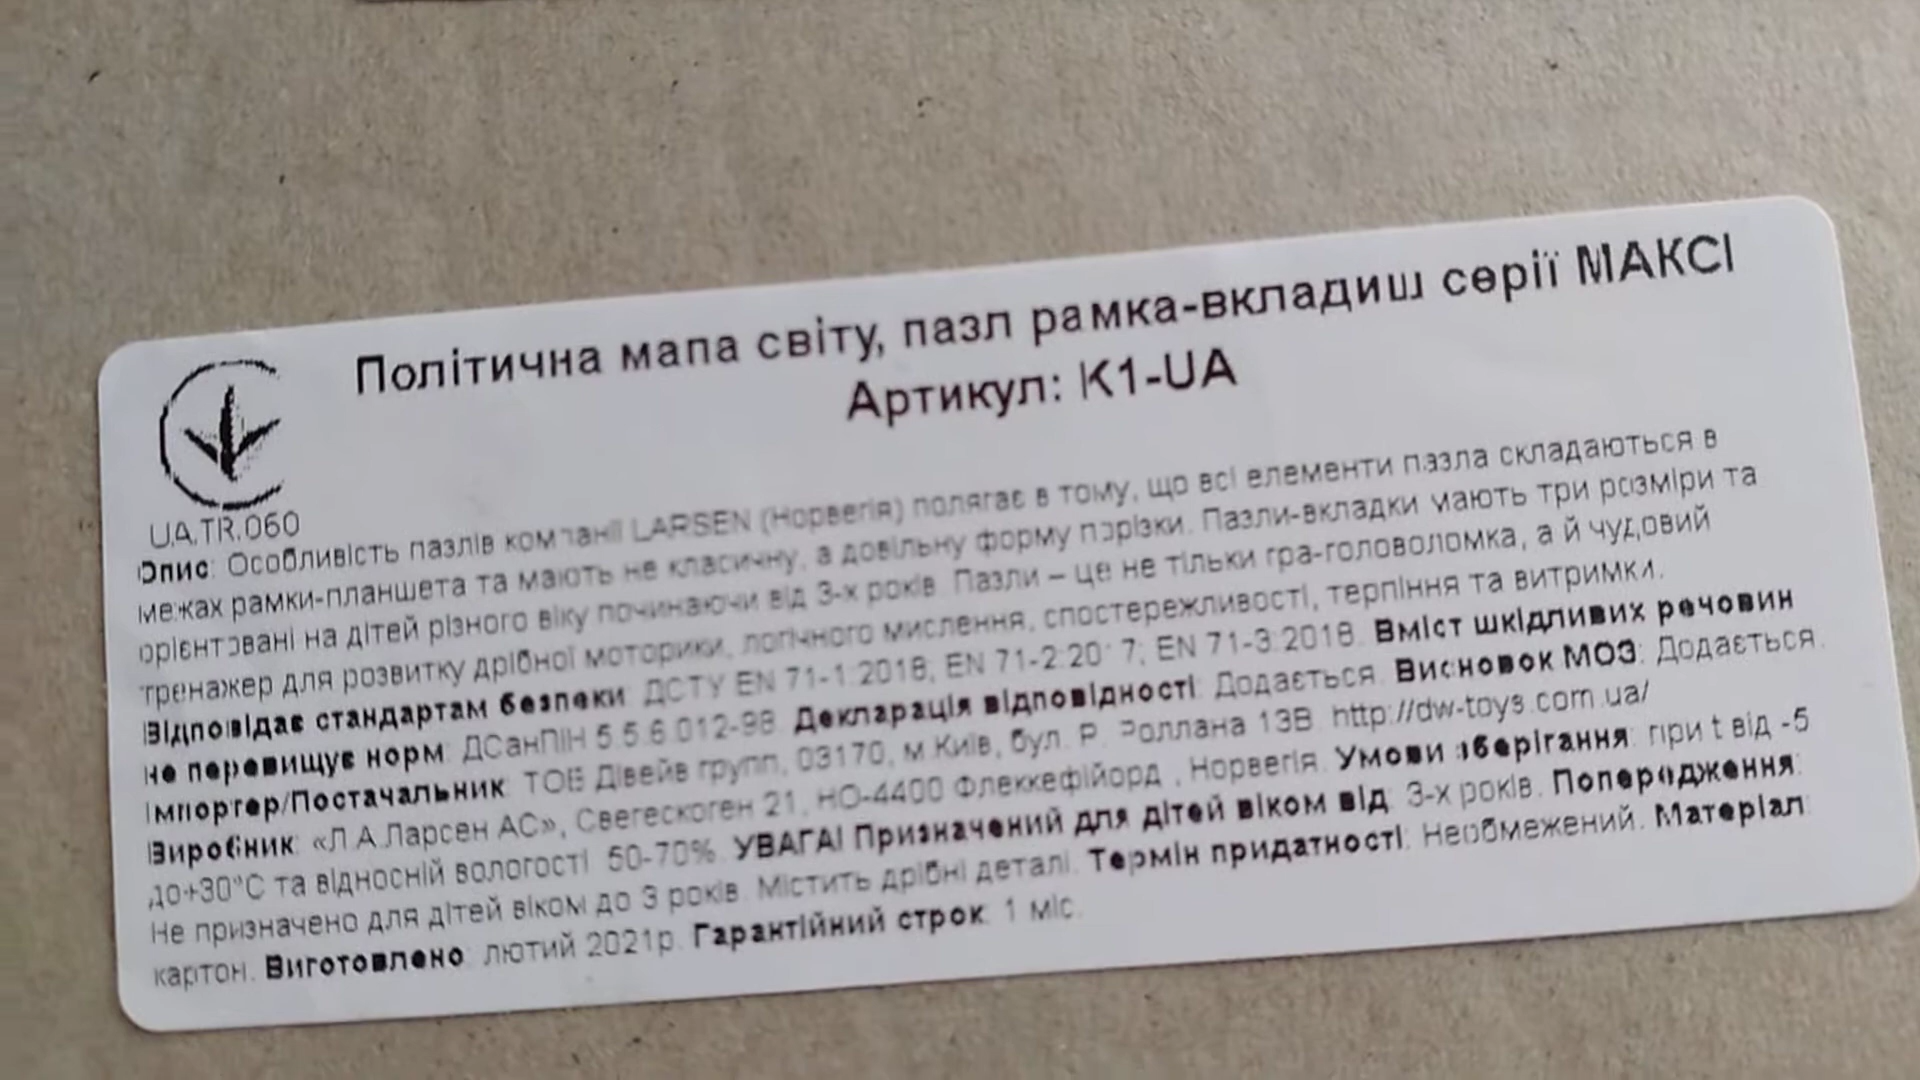 Політична мапа світу, пазл рамка-вкладиш серії МАКСІ
Артикул: K1-UA
UA.TR.060
Опис: Особливість пазлів компанії LARSEN (Норвегія) полягає в тому, що всі елементи пазла складаються в
межах рамки-планшета та мають не класичну, а довільну форму порізки. Пазли-вкладки мають три розміри та
орієнтовані на дітей різного віку починаючи від 3-х років. Пазли – це не тільки гра-головоломка, а й чудовий
тренажер для розвитку дрібної моторики, логічного мислення, спостережливості, терпіння та витримки.
Відповідає стандартам безпеки: ДСТУ EN 71-1:2018; EN 71-2:2017; EN 71-3:2018. Вміст шкідливих речовин
не перевищує норм: ДСанПІН 5.5.6.012-98. Декларація відповідності: Додається. Висновок МОЗ: Додається.
Імпортер/Постачальник: ТОВ Дівейв групп, 03170, м.Київ, бул. Р. Роллана 13В. http://dw-toys.com.ua/
Виробник: «Л.А.Ларсен АС», Свегескоген 21, НО-4400 Флеккефійорд , Норвегія. Умови зберігання: при t від -5
до+30°C та відносній вологості 50-70%. УВАГА! Призначений для дітей віком від: 3-х років. Попередження:
Не призначено для дітей віком до 3 років. Містить дрібні деталі. Термін придатності: Необмежений. Матеріал:
картон. Виготовлено: лютий 2021р. Гарантійний строк: 1 міс.